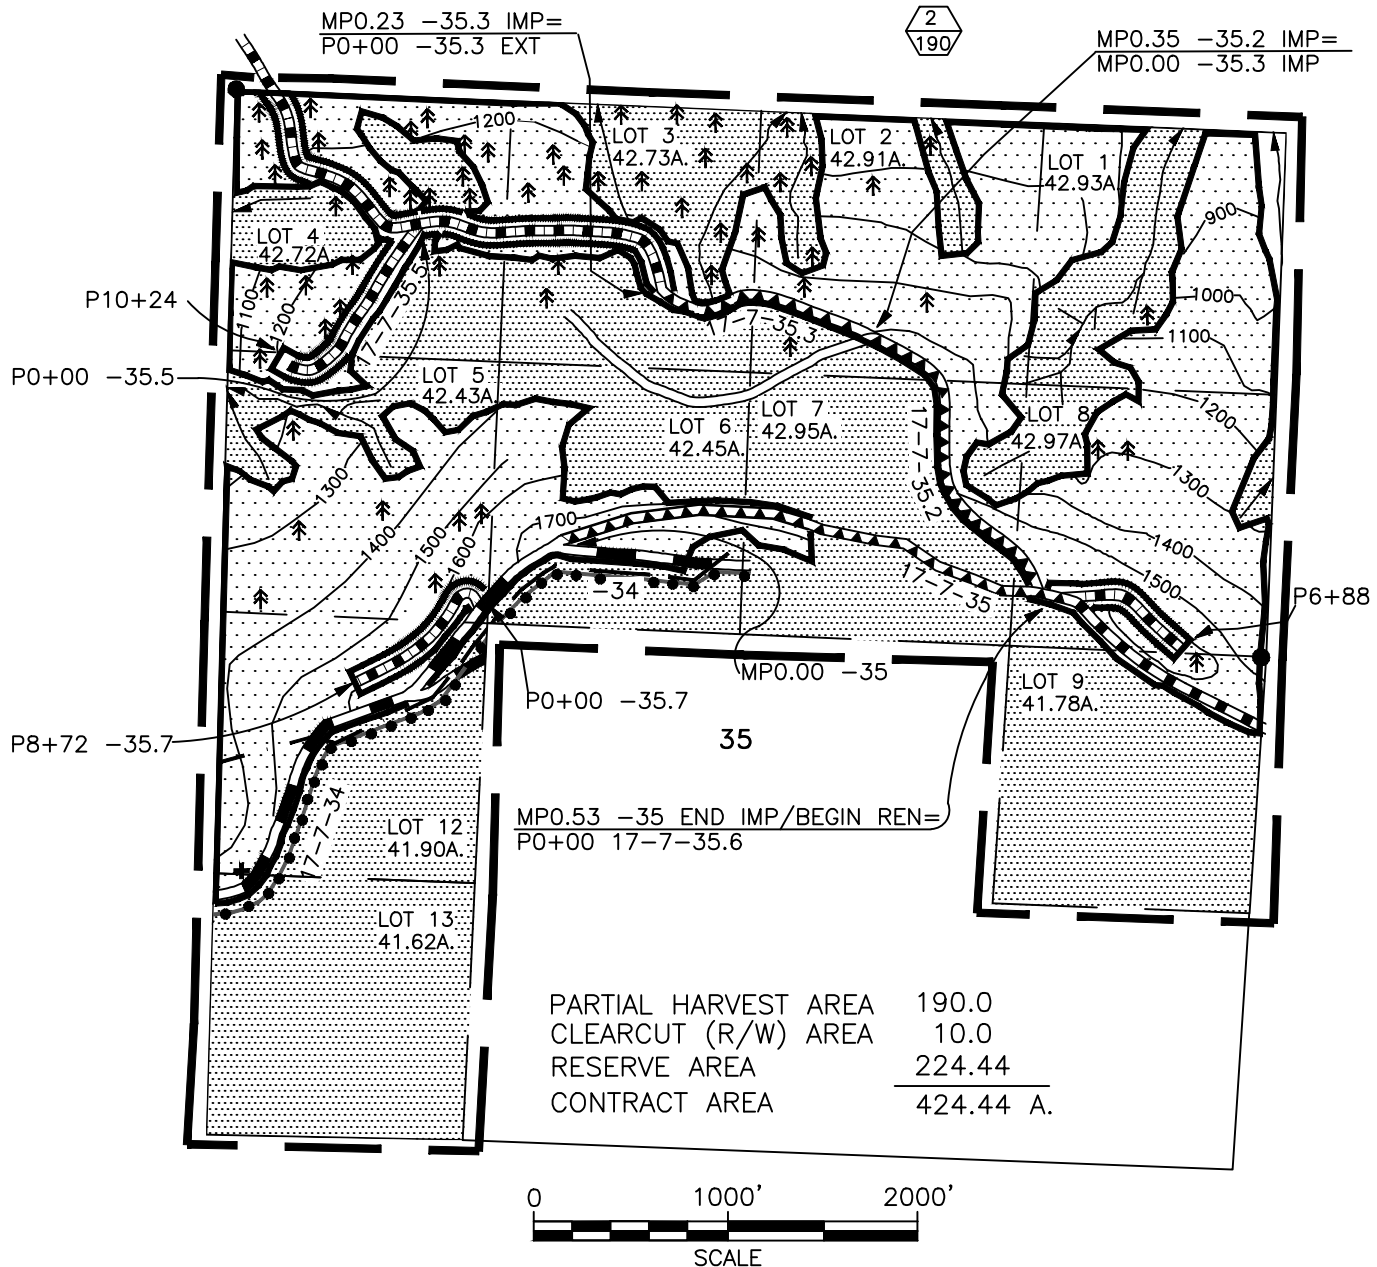 MP0.23 -35.3 IMP=
P0+00 -35.3 EXT
2
190
MP0.35 -35.2 IMP=
MP0.00 -35.3 IMP
1200
LOT 3
42.73A.
LOT 2
42.91A.
LOT 1
42.93A.
900
LOT 4
42.72A.
1100
1200
17-7-35.5
P10+24
1000
-7-35.3
1100
P0+00 -35.5
LOT 5
42.43A.
LOT 6
42.45A.
LOT 7
42.95A.
17-7-35.2
LOT 8
42.97A.
1200
1300
1300
1400
1500
1600
1700
1400
1500
17-7-35
-34
P6+88
MP0.00 -35
P0+00 -35.7
LOT 9
41.78A.
P8+72 -35.7
35
17-7-34
MP0.53 -35 END IMP/BEGIN REN=
P0+00 17-7-35.6
LOT 12
41.90A.
LOT 13
41.62A.
PARTIAL HARVEST AREA 190.0
CLEARCUT (R/W) AREA 10.0
RESERVE AREA 224.44
CONTRACT AREA 424.44 A.
0 1000' 2000'
SCALE